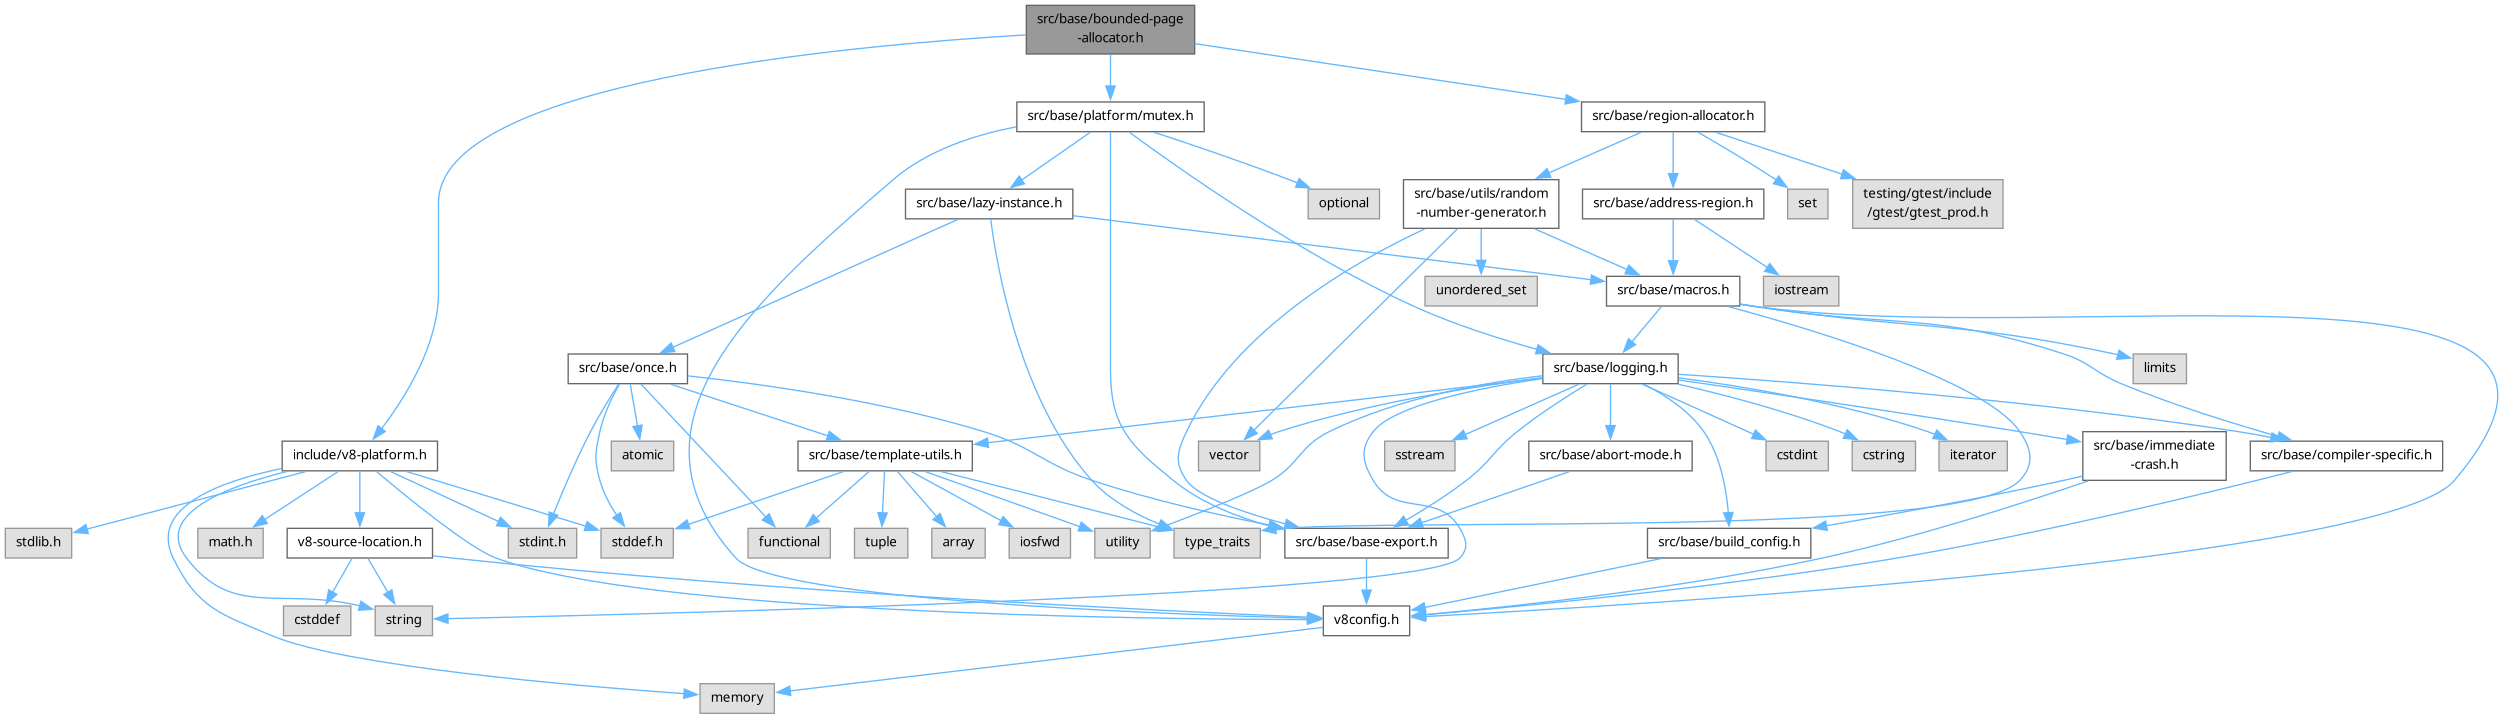 src/base/bounded-page
-allocator.h
src/base/platform/mutex.h
src/base/region-allocator.h
src/base/lazy-instance.h
optional
src/base/utils/random
-number-generator.h
src/base/address-region.h
set
testing/gtest/include
/gtest/gtest_prod.h
unordered_set
src/base/macros.h
iostream
src/base/once.h
src/base/logging.h
limits
include/v8-platform.h
atomic
src/base/template-utils.h
vector
sstream
src/base/abort-mode.h
cstdint
cstring
iterator
src/base/immediate
-crash.h
src/base/compiler-specific.h
stdlib.h
math.h
v8-source-location.h
stdint.h
stddef.h
functional
tuple
array
iosfwd
utility
type_traits
src/base/base-export.h
src/base/build_config.h
cstddef
string
v8config.h
memory